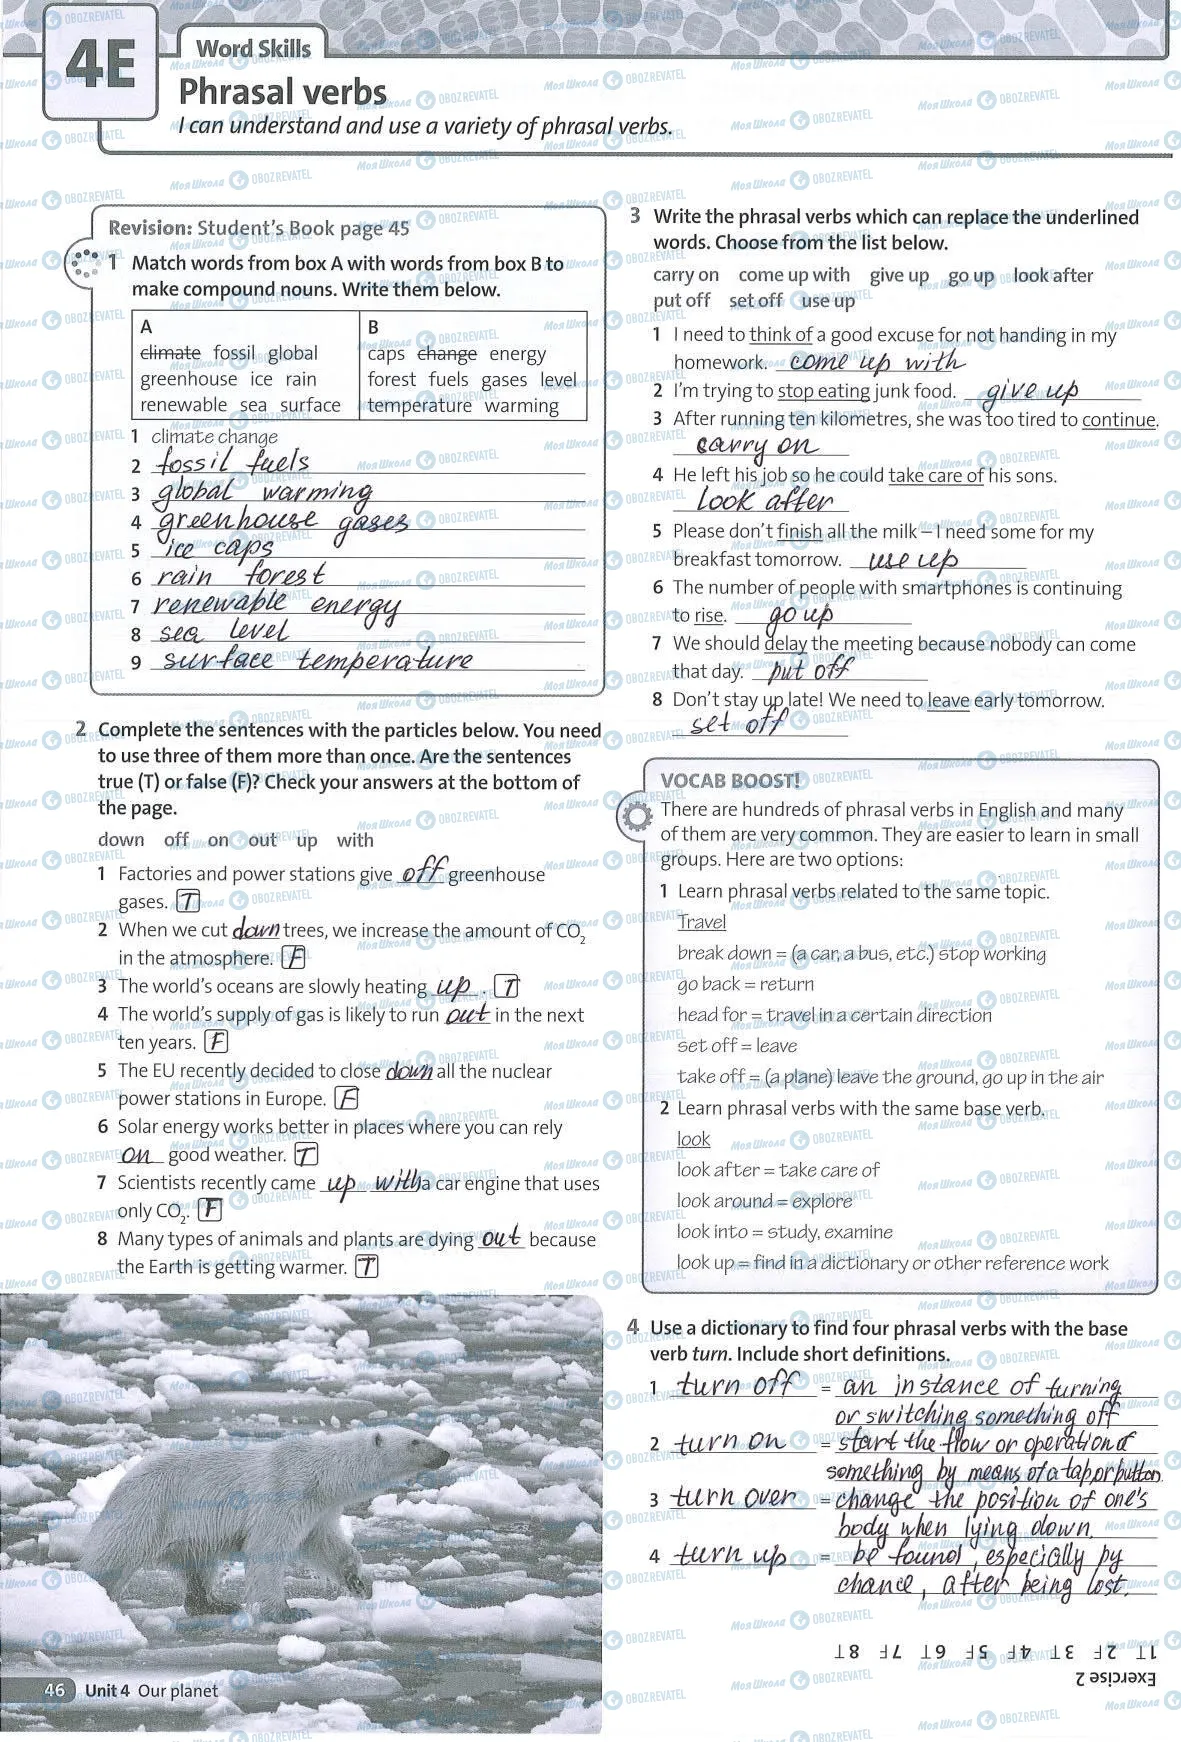 4E
Word Skills
Phrasal verbs
I can understand and use a variety of phrasal verbs.
Revision: Student's Book page 45
1 Match words from box A with words from box B to
make compound nouns. Write them below.
A
climate fossil global
greenhouse ice rain
renewable sea surface
B
caps change energy
forest fuels gases level
temperature warming
1 climate change
2 fossil fuels
3 global warming
4 greenhouse gases
5 ice caps
6 rain forest
7 renewable energy
8 sea level
9 surface temperature
2 Complete the sentences with the particles below. You need
to use three of them more than once. Are the sentences
true (T) or false (F)? Check your answers at the bottom of
the page.
down off on out up with
1 Factories and power stations give off greenhouse
gases. T
2 When we cut down trees, we increase the amount of CO2
in the atmosphere. F
3 The world's oceans are slowly heating up. T
4 The world's supply of gas is likely to run out in the next
ten years. F
5 The EU recently decided to close down all the nuclear
power stations in Europe. F
6 Solar energy works better in places where you can rely
on good weather. T
7 Scientists recently came up with a car engine that uses
only CO2. F
8 Many types of animals and plants are dying out because
the Earth is getting warmer. T
46 Unit 4 Our planet
3 Write the phrasal verbs which can replace the underlined
words. Choose from the list below.
carry on come up with give up go up look after
put off set off use up
1 I need to think of a good excuse for not handing in my
homework. come up with
2 I'm trying to stop eating junk food. give up
3 After running ten kilometres, she was too tired to continue.
carry on
4 He left his job so he could take care of his sons.
look after
5 Please don't finish all the milk – I need some for my
breakfast tomorrow. use up
6 The number of people with smartphones is continuing
to rise. go up
7 We should delay the meeting because nobody can come
that day. put off
8 Don't stay up late! We need to leave early tomorrow.
set off
VOCAB BOOST!
There are hundreds of phrasal verbs in English and many
of them are very common. They are easier to learn in small
groups. Here are two options:
1 Learn phrasal verbs related to the same topic.
Travel
break down = (a car, a bus, etc.) stop working
go back = return
head for = travel in a certain direction
set off = leave
take off = (a plane) leave the ground, go up in the air
2 Learn phrasal verbs with the same base verb.
look
look after = take care of
look around = explore
look into = study, examine
look up = find in a dictionary or other reference work
4 Use a dictionary to find four phrasal verbs with the base
verb turn. Include short definitions.
1 turn off = an instance of turning
or switching something off
2 turn on = start the flow or operation of
something by means of a tap or button
3 turn over = change the position of one's
body when lying down.
4 turn up = be found, especially by
chance, after being lost.
Exercise 2
1T 2F 3T 4F 5F 6T 7F 8T
Моя Школа OBOZREVATEL